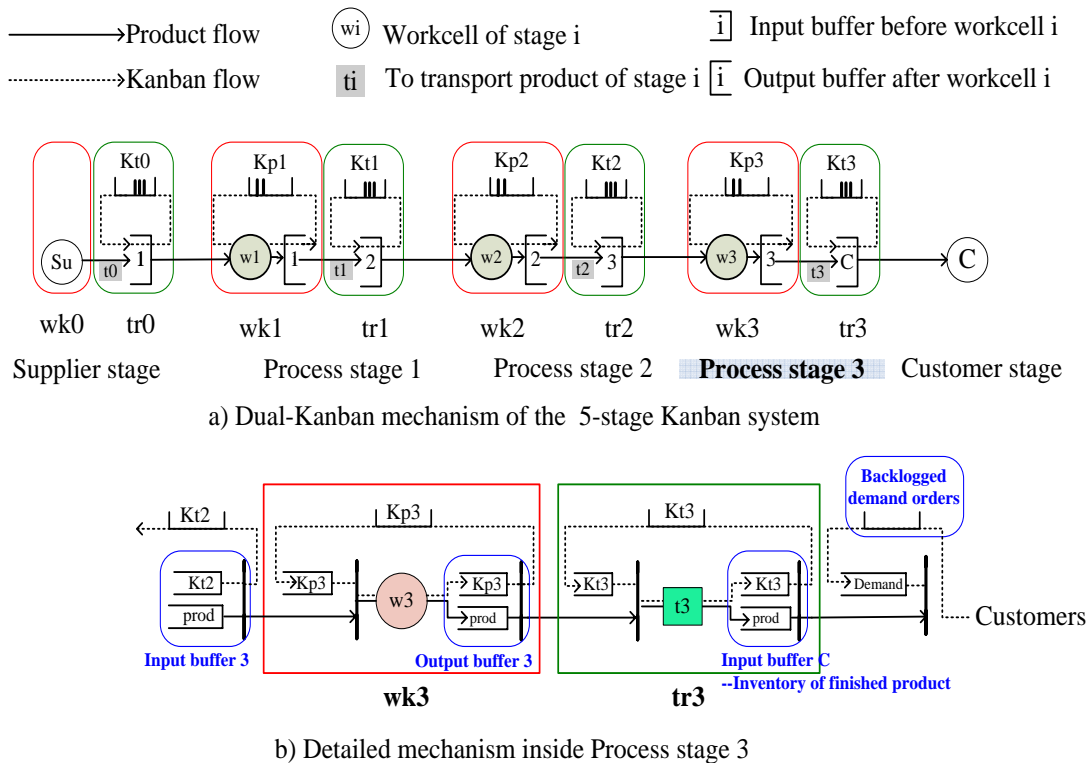 Product flow
wi
Workcell of stage i
i
Input buffer before workcell i
Kanban flow
ti
To transport product of stage i
i
Output buffer after workcell i
Kt0
Kp1
Kt1
Kp2
Kt2
Kp3
Kt3
Su
t0
1
w1
1
t1
2
w2
2
t2
3
w3
3
t3
C
C
wk0
tr0
wk1
tr1
wk2
tr2
wk3
tr3
Supplier stage
Process stage 1
Process stage 2
Process stage 3
Customer stage
a) Dual-Kanban mechanism of the 5-stage Kanban system
Backlogged
demand orders
Kt2
Kp3
Kt3
Kt2
Kp3
w3
Kp3
Kt3
t3
Kt3
Demand
prod
prod
prod
Customers
Input buffer 3
Output buffer 3
Input buffer C
--Inventory of finished product
wk3
tr3
b) Detailed mechanism inside Process stage 3